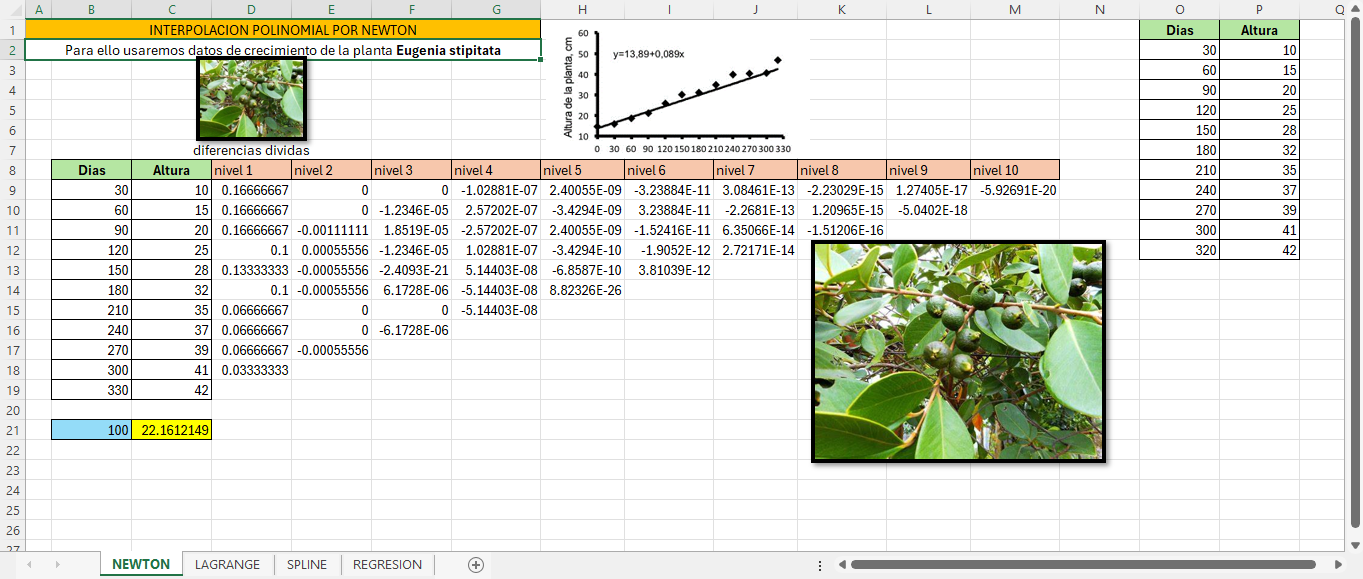 A B C D E F G H I J K L M N O P Q
1 INTERPOLACION POLINOMIAL POR NEWTON Dias Altura
2 Para ello usaremos datos de crecimiento de la planta Eugenia stipitata 30 10
3 60 15
4 90 20
5 120 25
6 150 28
7 diferencias dividas 180 32
Altura de la planta, cm
60
50
40
30
20
10
y=13,89+0,089x
0 30 60 90 120 150 180 210 240 270 300 330
8 Dias Altura nivel 1 nivel 2 nivel 3 nivel 4 nivel 5 nivel 6 nivel 7 nivel 8 nivel 9 nivel 10 210 35
9 30 10 0.16666667 0 0 -1.02881E-07 2.40055E-09 -3.23884E-11 3.08461E-13 -2.23029E-15 1.27405E-17 -5.92691E-20 240 37
10 60 15 0.16666667 0 -1.2346E-05 2.57202E-07 -3.4294E-09 3.23884E-11 -2.2681E-13 1.20965E-15 -5.0402E-18 270 39
11 90 20 0.16666667 -0.00111111 1.8519E-05 -2.57202E-07 2.40055E-09 -1.52416E-11 6.35066E-14 -1.51206E-16 300 41
12 120 25 0.1 0.00055556 -1.2346E-05 1.02881E-07 -3.4294E-10 -1.9052E-12 2.72171E-14 320 42
13 150 28 0.13333333 -0.00055556 -2.4093E-21 5.14403E-08 -6.8587E-10 3.81039E-12
14 180 32 0.1 -0.00055556 6.1728E-06 -5.14403E-08 8.82326E-26
15 210 35 0.06666667 0 0 -5.14403E-08
16 240 37 0.06666667 0 -6.1728E-06
17 270 39 0.06666667 -0.00055556
18 300 41 0.03333333
19 330 42
20
21 100 22.1612149
22
23
24
25
26
27
NEWTON LAGRANGE SPLINE REGRESION